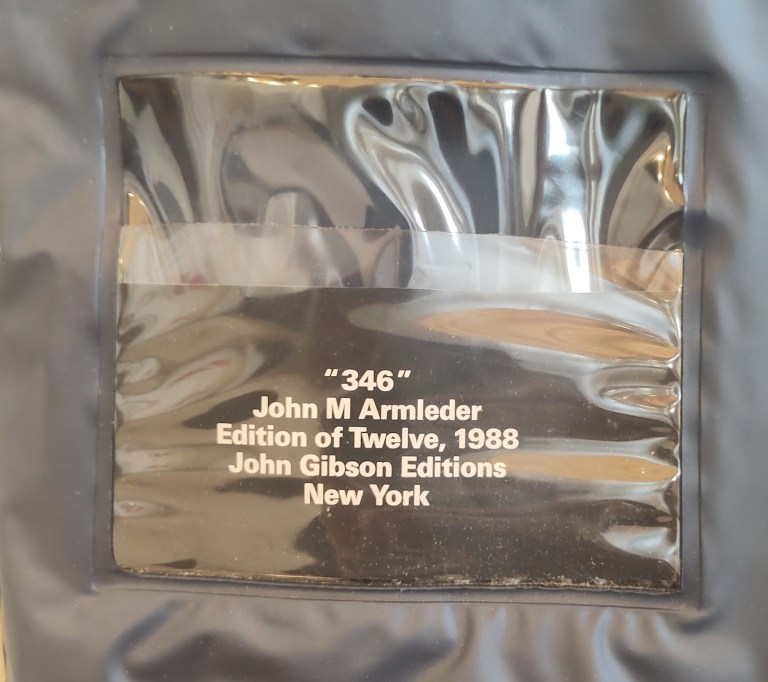 “346”
John M Armleder
Edition of Twelve, 1988
John Gibson Editions
New York